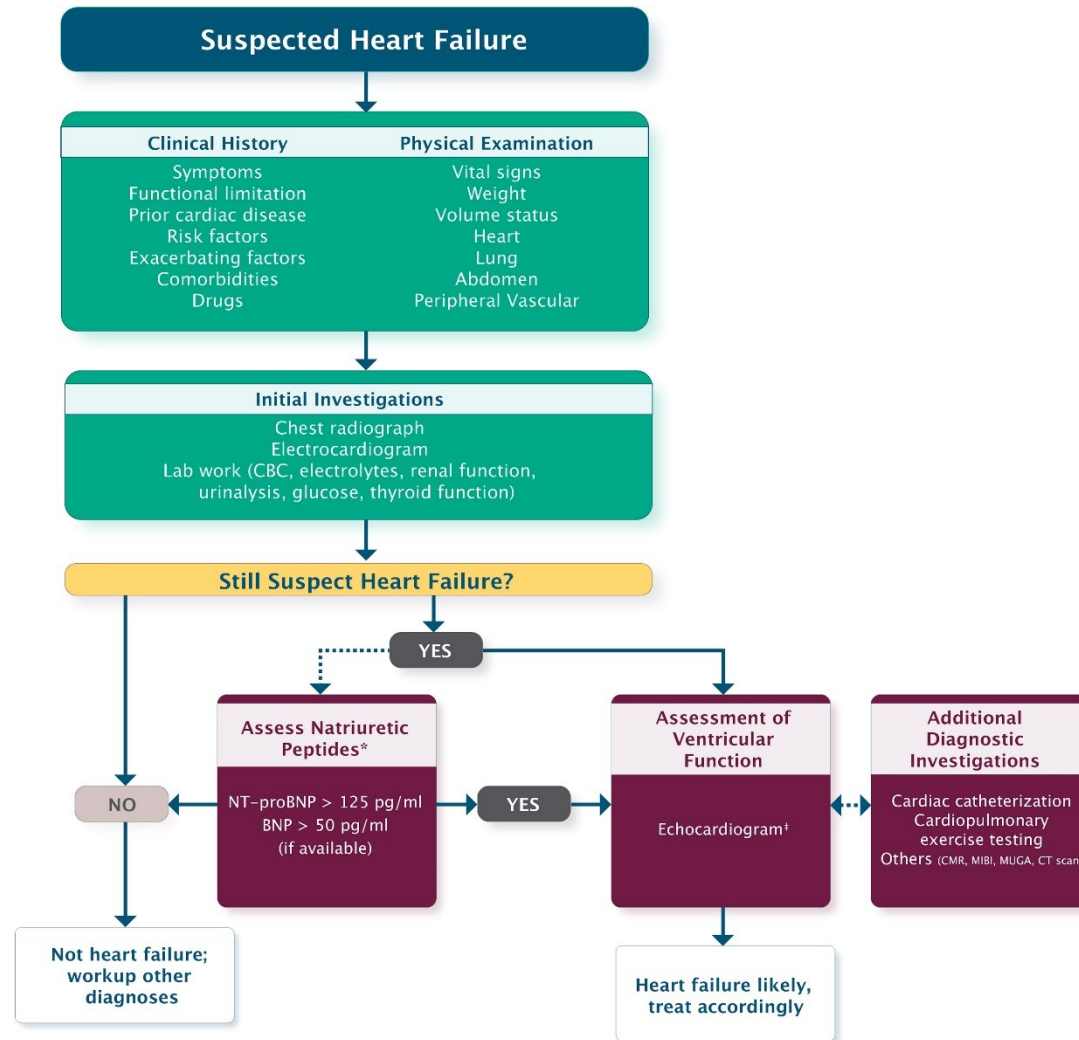 Suspected Heart Failure
Clinical History
Symptoms
Functional limitation
Prior cardiac disease
Risk factors
Exacerbating factors
Comorbidities
Drugs
Physical Examination
Vital signs
Weight
Volume status
Heart
Lung
Abdomen
Peripheral Vascular
Initial Investigations
Chest radiograph
Electrocardiogram
Lab work (CBC, electrolytes, renal function,
urinalysis, glucose, thyroid function)
Still Suspect Heart Failure?
YES
Assess Natriuretic
Peptides*
NT-proBNP > 125 pg/ml
BNP > 50 pg/ml
(if available)
NO
YES
Assessment of
Ventricular
Function
Echocardiogram‡
Additional
Diagnostic
Investigations
Cardiac catheterization
Cardiopulmonary
exercise testing
Others (CMR, MIBI, MUGA, CT scan
Not heart failure;
workup other
diagnoses
Heart failure likely,
treat accordingly